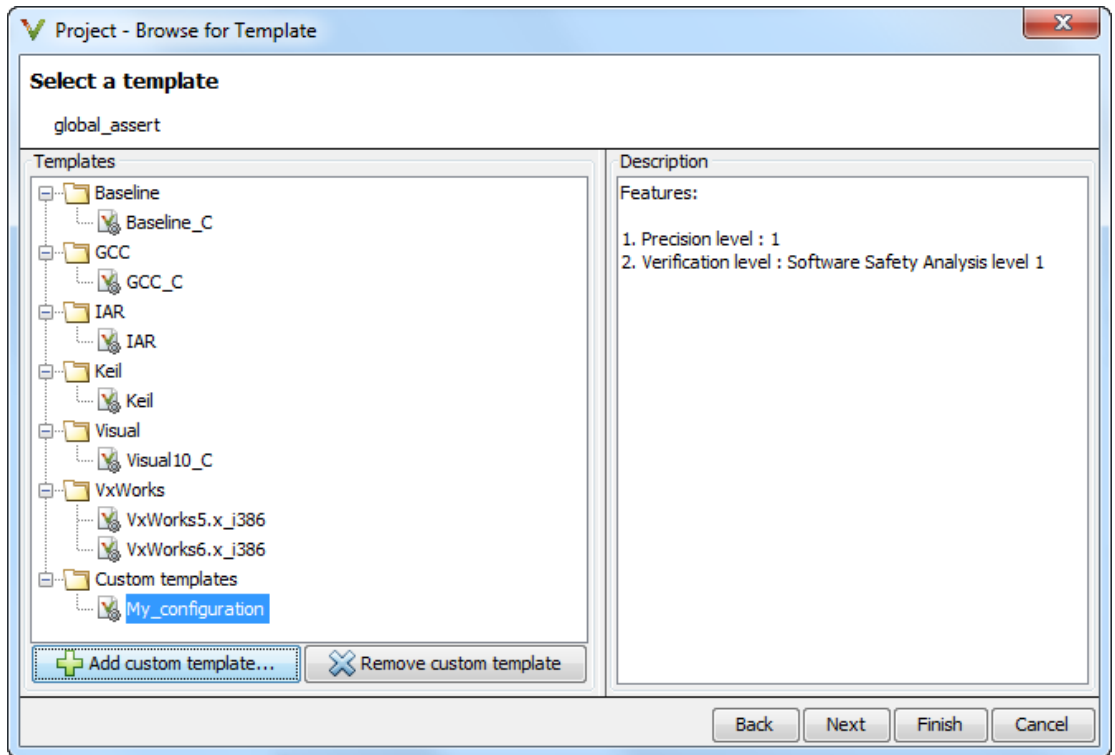 Project - Browse for Template
Select a template
global_assert
Templates
Baseline
Baseline_C
GCC
GCC_C
IAR
IAR
Keil
Keil
Visual
Visual10_C
VxWorks
VxWorks5.x_i386
VxWorks6.x_i386
Custom templates
My_configuration
Add custom template... Remove custom template
Description
Features:
1. Precision level : 1
2. Verification level : Software Safety Analysis level 1
Back Next Finish Cancel